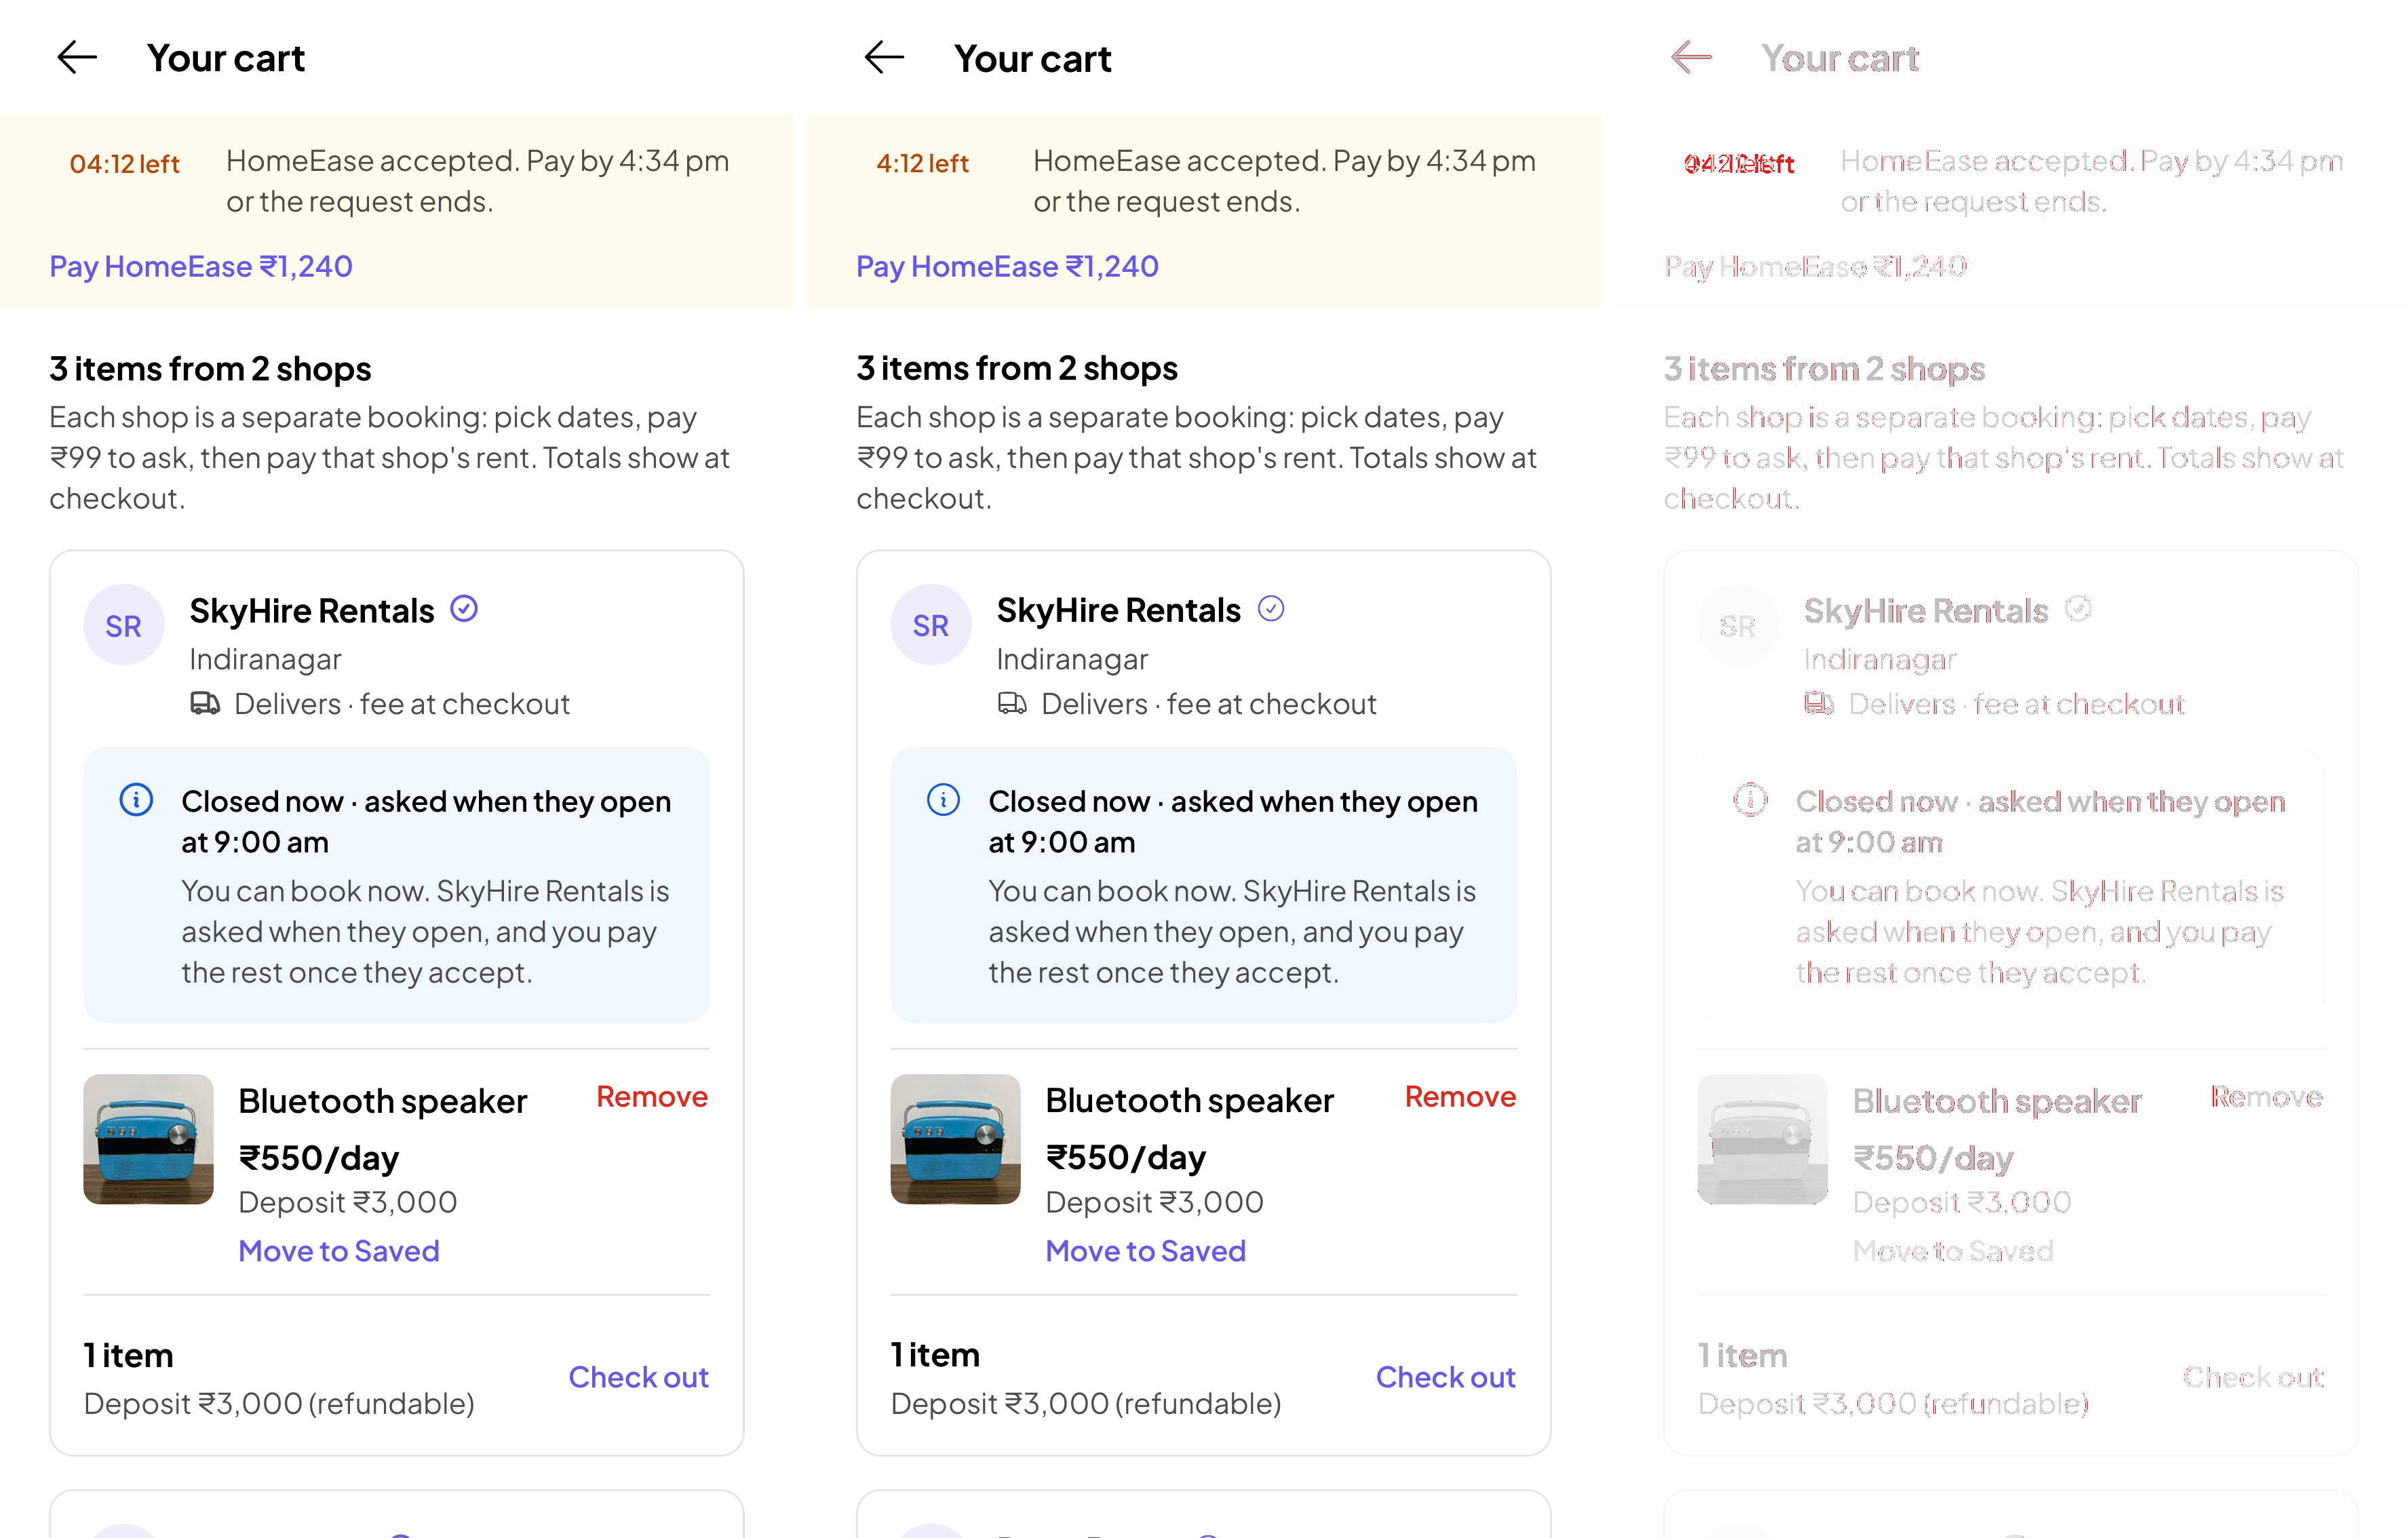 Your cart
04:12 left
HomeEase accepted. Pay by 4:34 pm
or the request ends.
Pay HomeEase ₹1,240
3 items from 2 shops
Each shop is a separate booking: pick dates, pay
₹99 to ask, then pay that shop's rent. Totals show at
checkout.
SR
SkyHire Rentals
Indiranagar
Delivers · fee at checkout
Closed now · asked when they open
at 9:00 am
You can book now. SkyHire Rentals is
asked when they open, and you pay
the rest once they accept.
Bluetooth speaker
Remove
₹550/day
Deposit ₹3,000
Move to Saved
1 item
Check out
Deposit ₹3,000 (refundable)
Your cart
4:12 left
HomeEase accepted. Pay by 4:34 pm
or the request ends.
Pay HomeEase ₹1,240
3 items from 2 shops
Each shop is a separate booking: pick dates, pay
₹99 to ask, then pay that shop's rent. Totals show at
checkout.
SR
SkyHire Rentals
Indiranagar
Delivers · fee at checkout
Closed now · asked when they open
at 9:00 am
You can book now. SkyHire Rentals is
asked when they open, and you pay
the rest once they accept.
Bluetooth speaker
Remove
₹550/day
Deposit ₹3,000
Move to Saved
1 item
Check out
Deposit ₹3,000 (refundable)
Your cart
HomeEase accepted. Pay by 4:34 pm
or the request ends.
Pay HomeEase ₹1,240
3 items from 2 shops
Each shop is a separate booking: pick dates, pay
₹99 to ask, then pay that shop's rent. Totals show at
checkout.
SR
SkyHire Rentals
Indiranagar
Delivers · fee at checkout
Closed now · asked when they open
at 9:00 am
You can book now. SkyHire Rentals is
asked when they open, and you pay
the rest once they accept.
Bluetooth speaker
Remove
₹550/day
Deposit ₹3,000
Move to Saved
1 item
Check out
Deposit ₹3,000 (refundable)